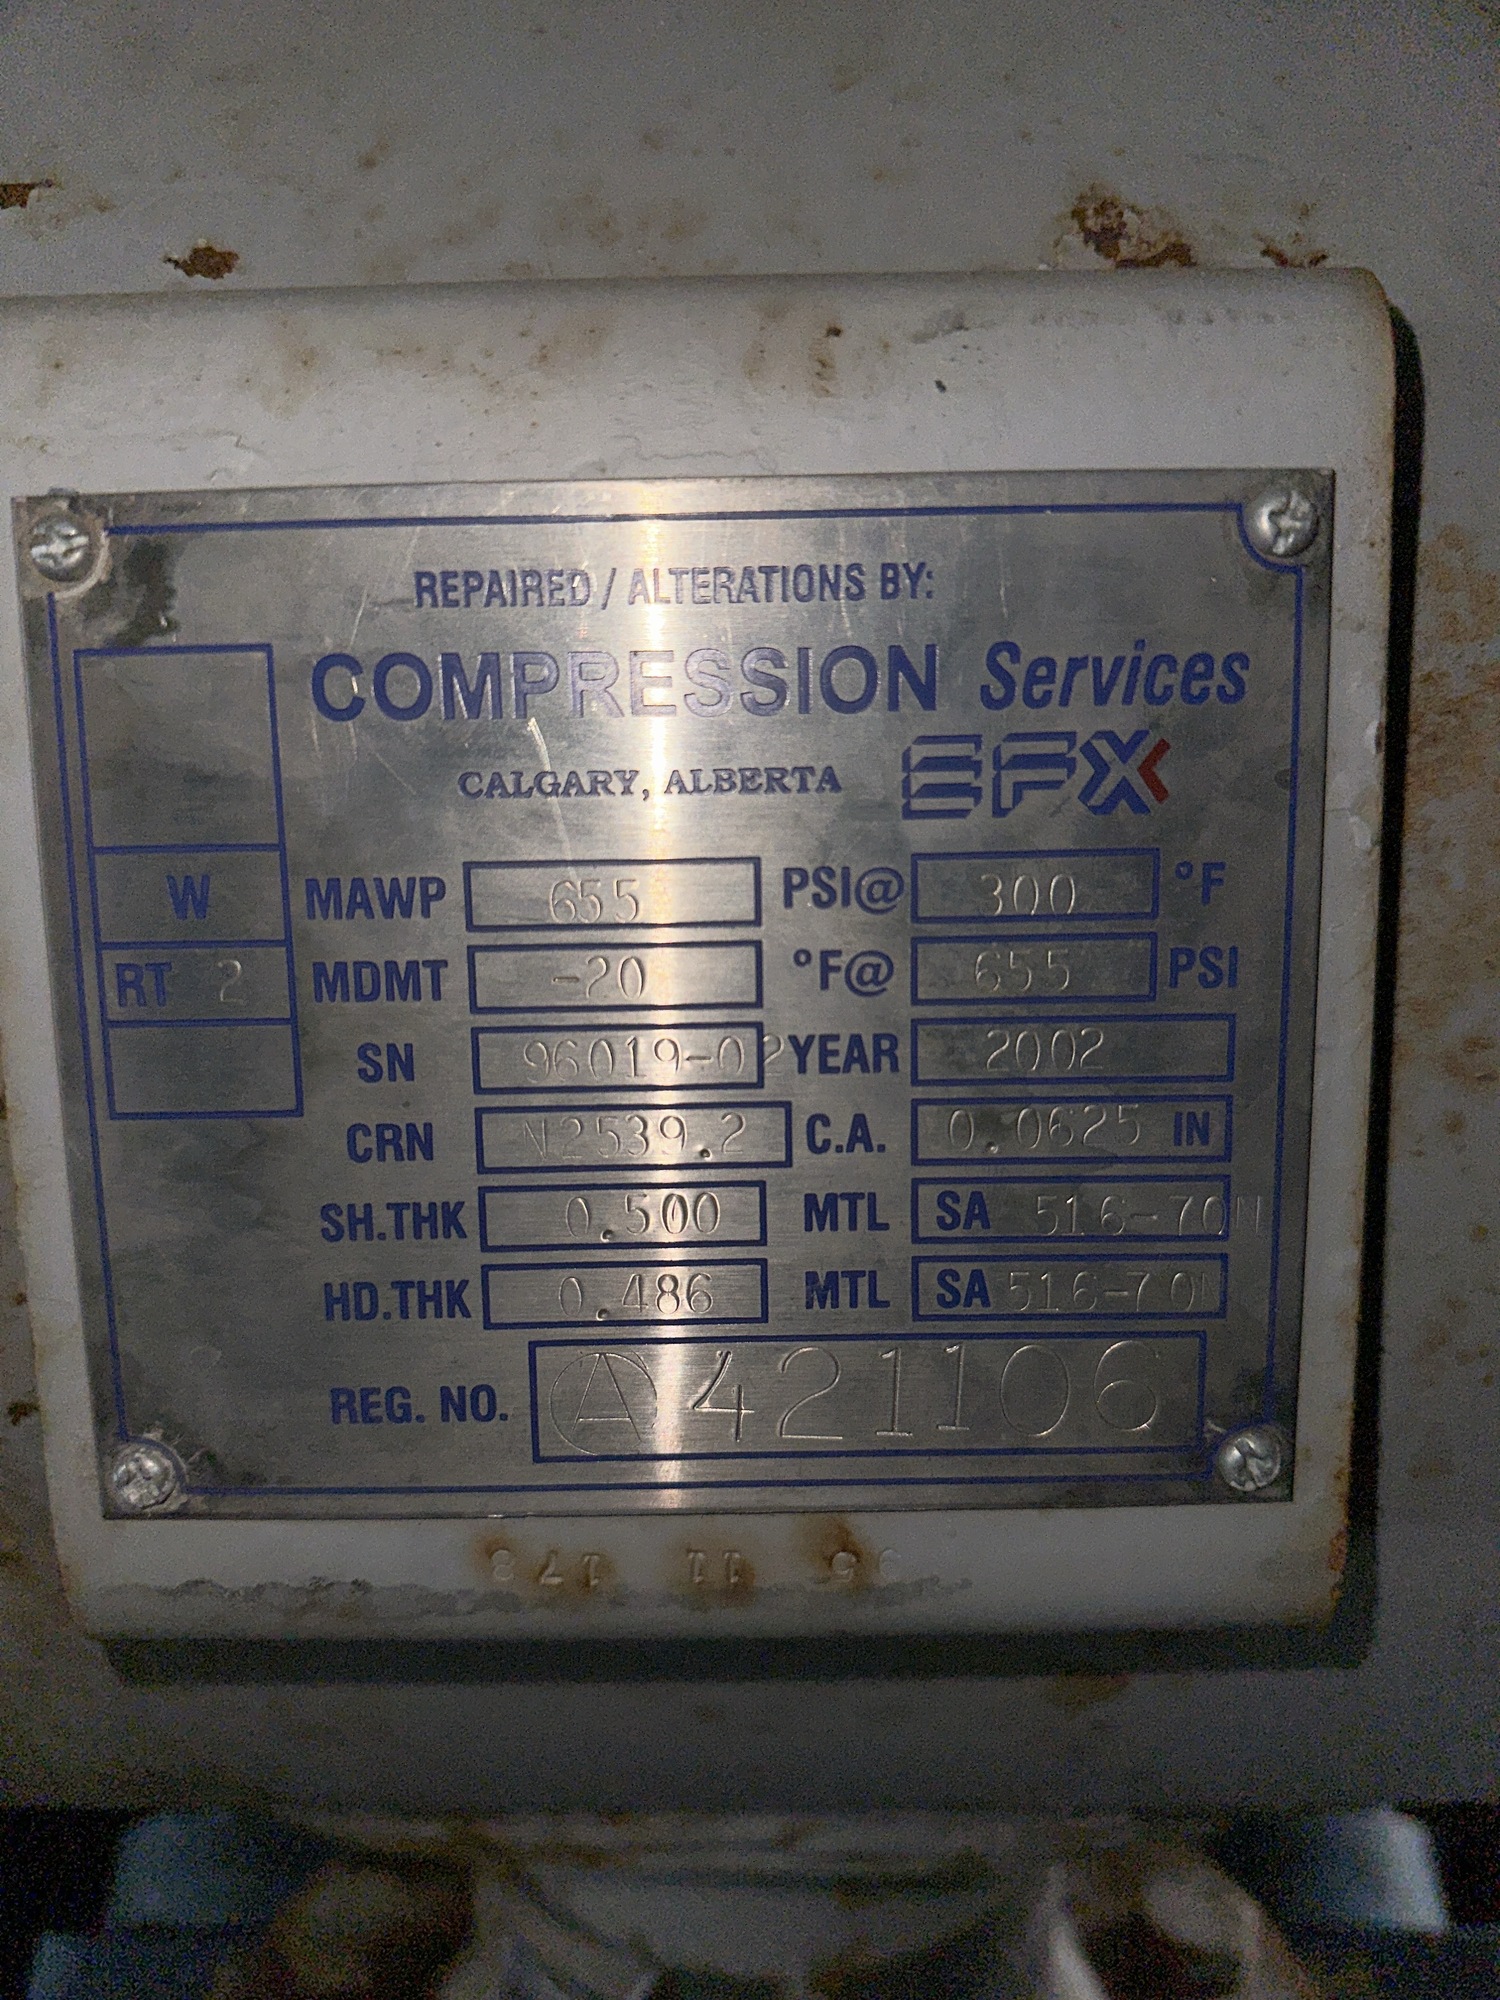 REPAIRED / ALTERATIONS BY:
COMPRESSION Services
CALGARY, ALBERTA EFX
W MAWP 655 PSI@ 300 °F
RT 2 MDMT -20 °F@ 655 PSI
SN 96019-02 YEAR 2002
CRN N2539.2 C.A. 0.0625 IN
SH.THK 0.500 MTL SA 516-70N
HD.THK 0.486 MTL SA 516-70N
REG. NO. A421106